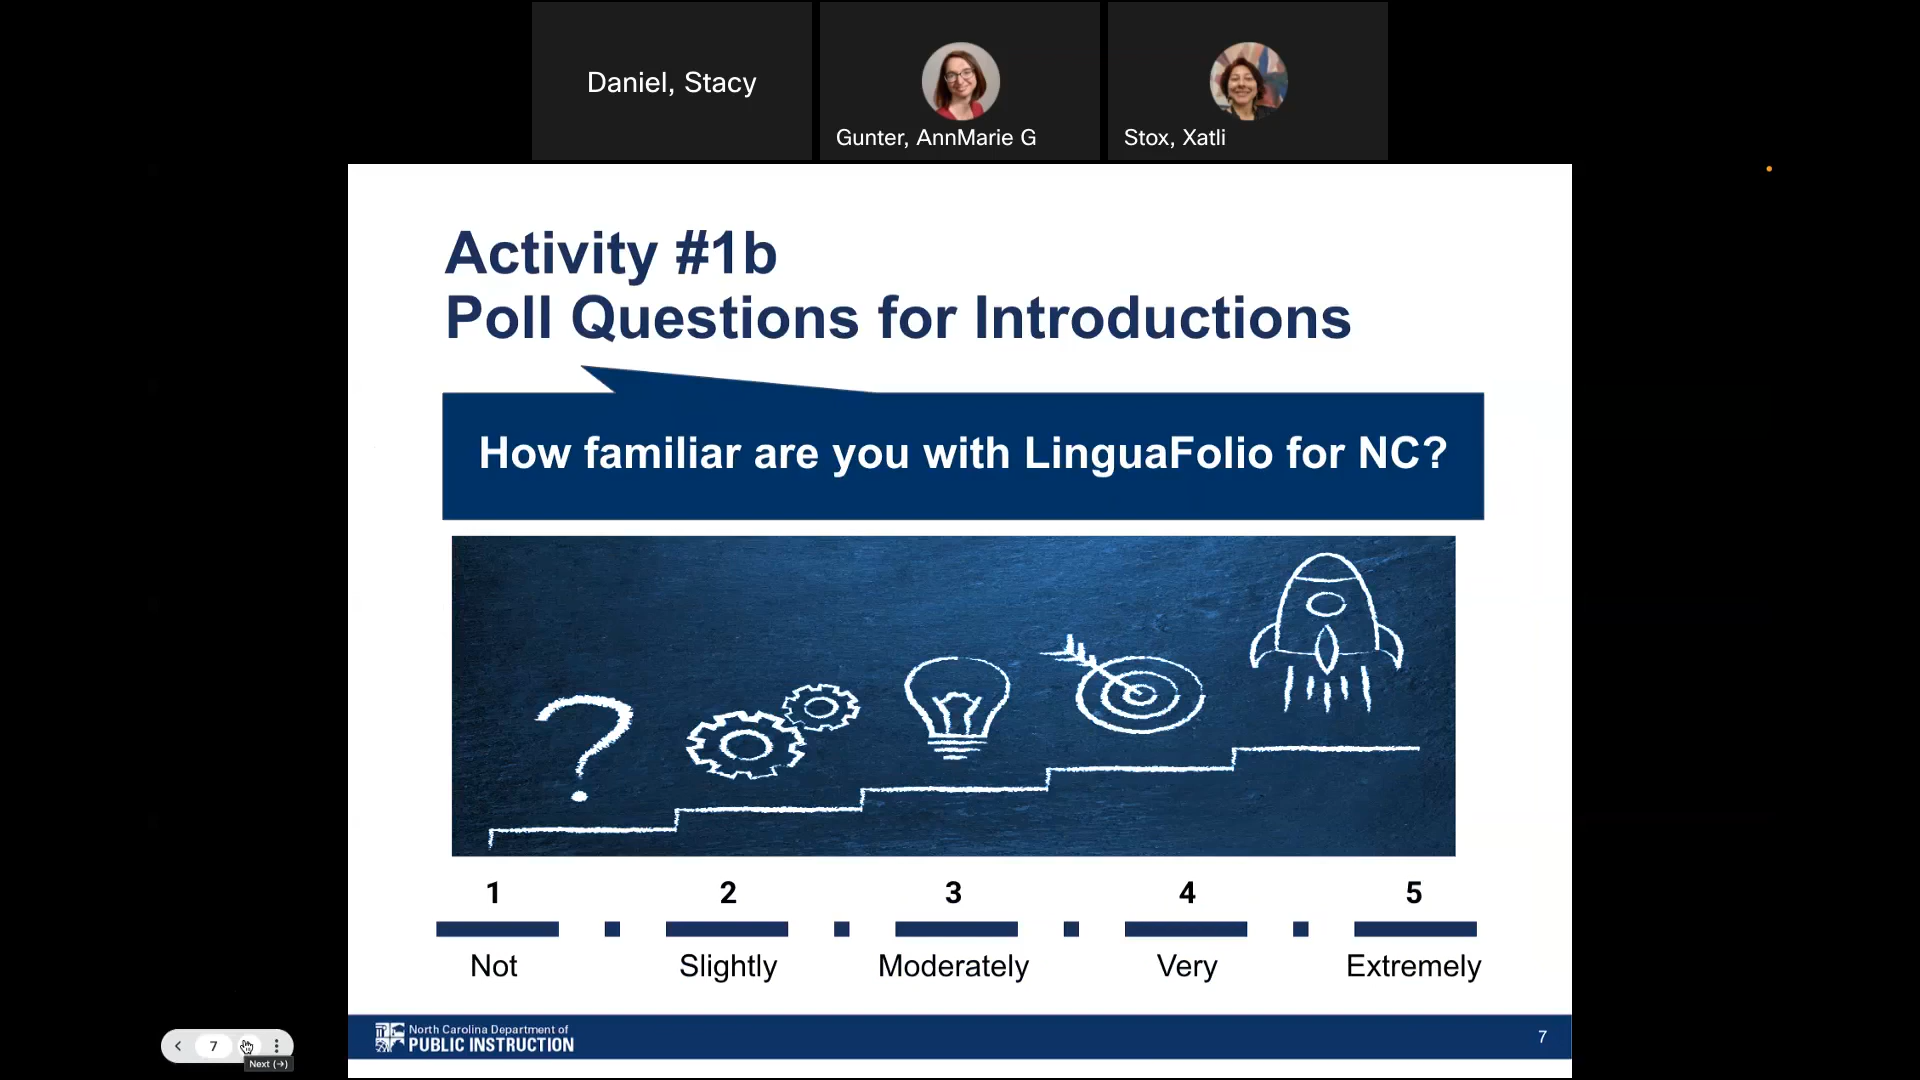 Daniel, Stacy
Gunter, AnnMarie G
Stox, Xatli
Activity #1b
Poll Questions for Introductions
How familiar are you with LinguaFolio for NC?
?
1 2 3 4 5
Not Slightly Moderately Very Extremely
North Carolina Department of
PUBLIC INSTRUCTION
7
7
Next (→)